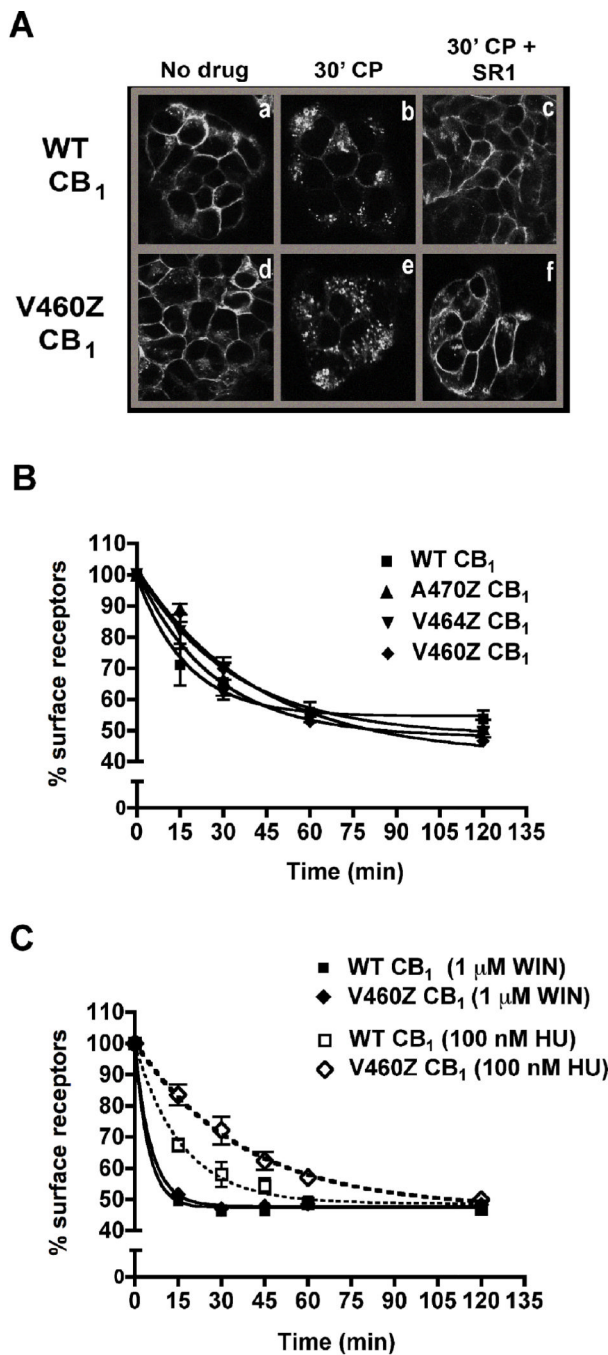 A
No drug
30’ CP
30’ CP +
SR1
WT
CB1
a
b
c
V460Z
CB1
d
e
f
B
% surface receptors
110
100
90
80
70
60
50
40
0
WT CB1
A470Z CB1
V464Z CB1
V460Z CB1
0 15 30 45 60 75 90 105 120 135
Time (min)
C
WT CB1 (1 μM WIN)
V460Z CB1 (1 μM WIN)
WT CB1 (100 nM HU)
V460Z CB1 (100 nM HU)
% surface receptors
110
100
90
80
70
60
50
40
0
0 15 30 45 60 75 90 105 120 135
Time (min)